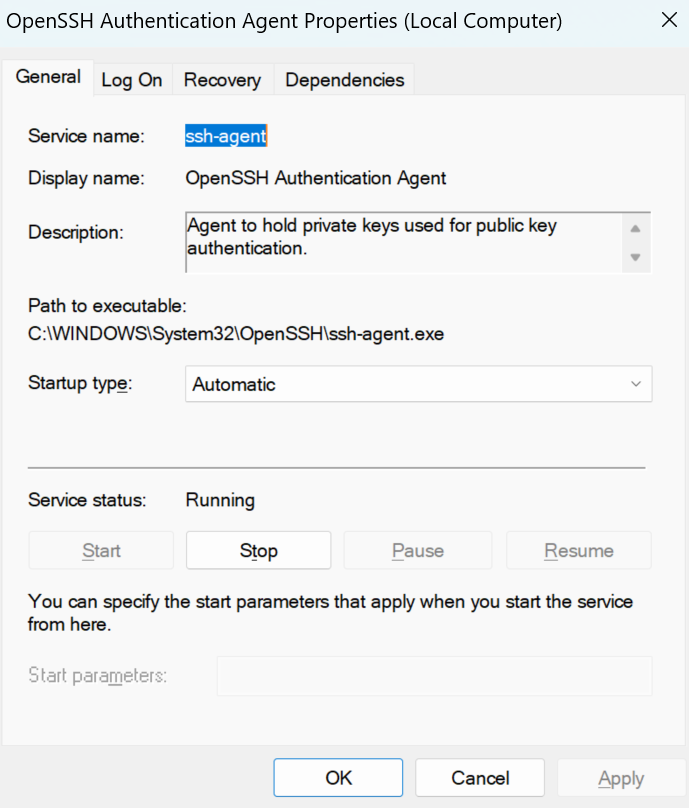 OpenSSH Authentication Agent Properties (Local Computer)
General Log On Recovery Dependencies
Service name: ssh-agent
Display name: OpenSSH Authentication Agent
Description: Agent to hold private keys used for public key
authentication.
Path to executable:
C:\WINDOWS\System32\OpenSSH\ssh-agent.exe
Startup type: Automatic
Service status: Running
Start Stop Pause Resume
You can specify the start parameters that apply when you start the service
from here.
Start parameters:
OK Cancel Apply